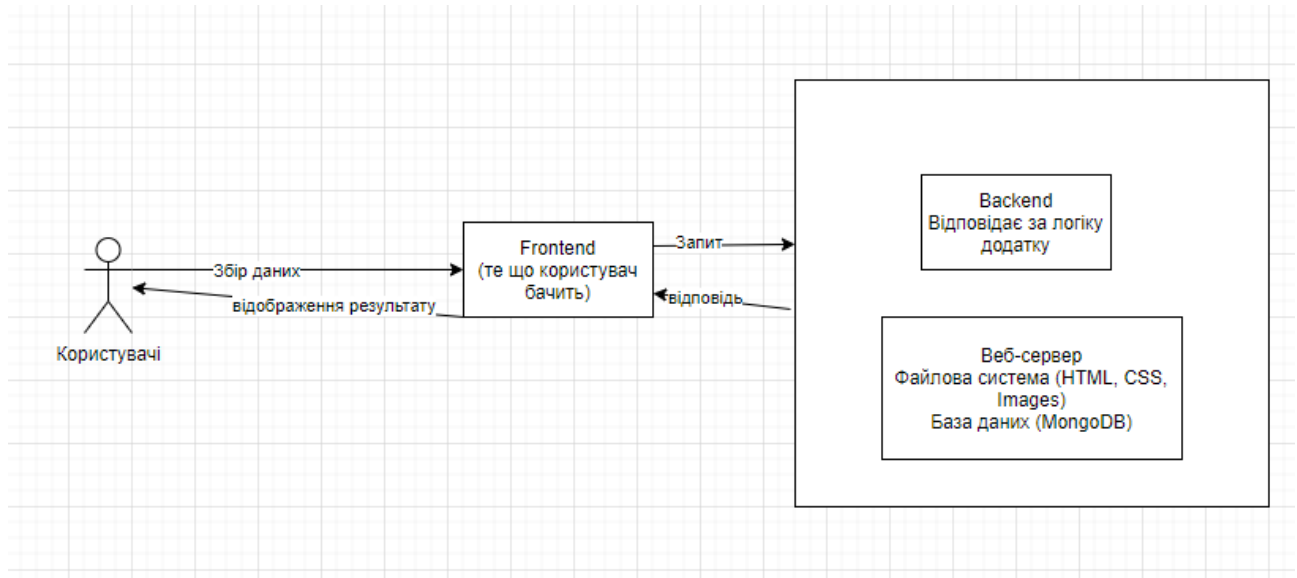 Користувачі
Збір даних
відображення результату
Frontend
(те що користувач
бачить)
Запит
відповідь
Backend
Відповідає за логіку
додатку
Веб-сервер
Файлова система (HTML, CSS,
Images)
База даних (MongoDB)